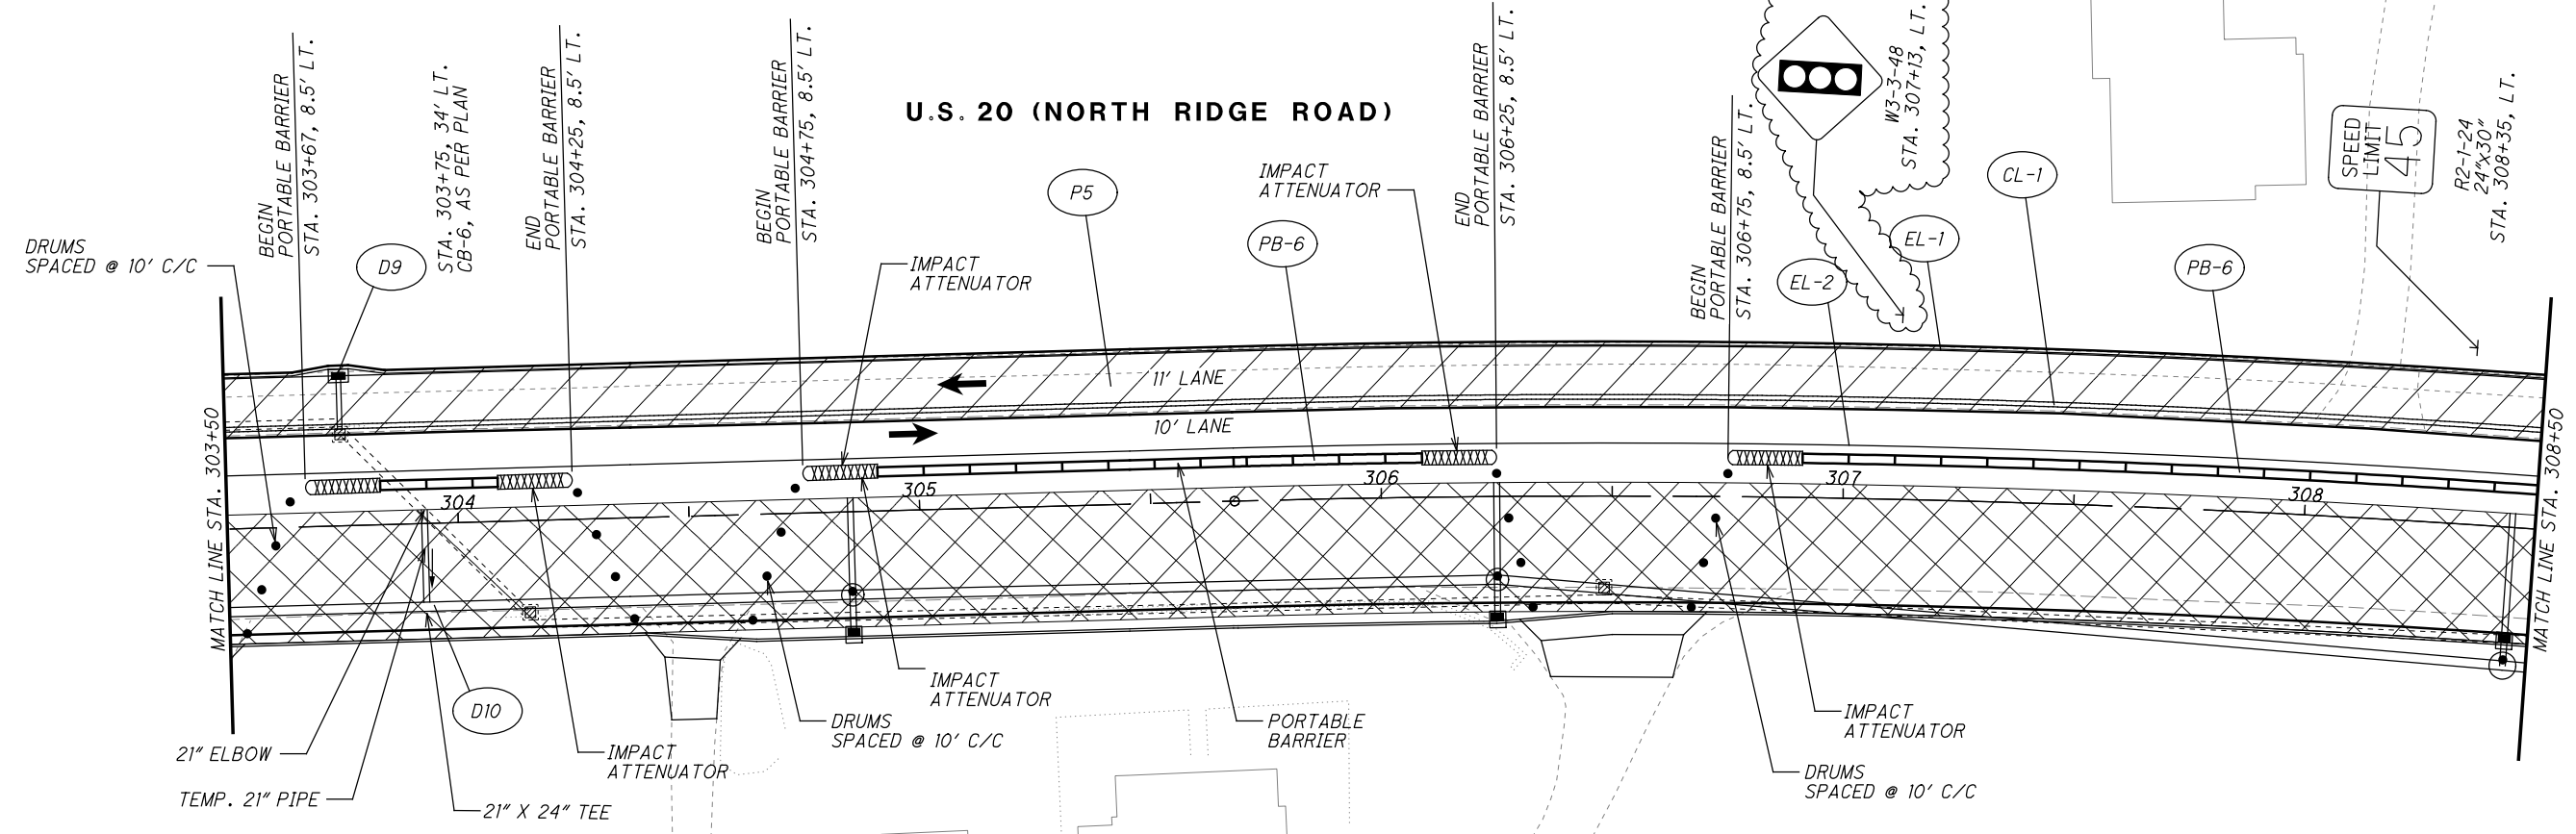 BEGIN
PORTABLE BARRIER
STA. 303+67, 8.5' LT.
STA. 303+75, 34' LT.
CB-6, AS PER PLAN
END
PORTABLE BARRIER
STA. 304+25, 8.5' LT.
BEGIN
PORTABLE BARRIER
STA. 304+75, 8.5' LT.
U.S. 20 (NORTH RIDGE ROAD)
END
PORTABLE BARRIER
STA. 306+25, 8.5' LT.
BEGIN
PORTABLE BARRIER
STA. 306+75, 8.5' LT.
W3-3-48
STA. 307+13, LT.
SPEED
LIMIT
45
R2-1-24
24"x30"
STA. 308+35, LT.
DRUMS
SPACED @ 10' C/C
D9
IMPACT
ATTENUATOR
P5
PB-6
IMPACT
ATTENUATOR
EL-2
EL-1
CL-1
PB-6
MATCH LINE STA. 303+50
11' LANE
10' LANE
304
305
306
307
308
MATCH LINE STA. 308+50
21" ELBOW
TEMP. 21" PIPE
D10
21" X 24" TEE
IMPACT
ATTENUATOR
DRUMS
SPACED @ 10' C/C
IMPACT
ATTENUATOR
PORTABLE
BARRIER
IMPACT
ATTENUATOR
DRUMS
SPACED @ 10' C/C